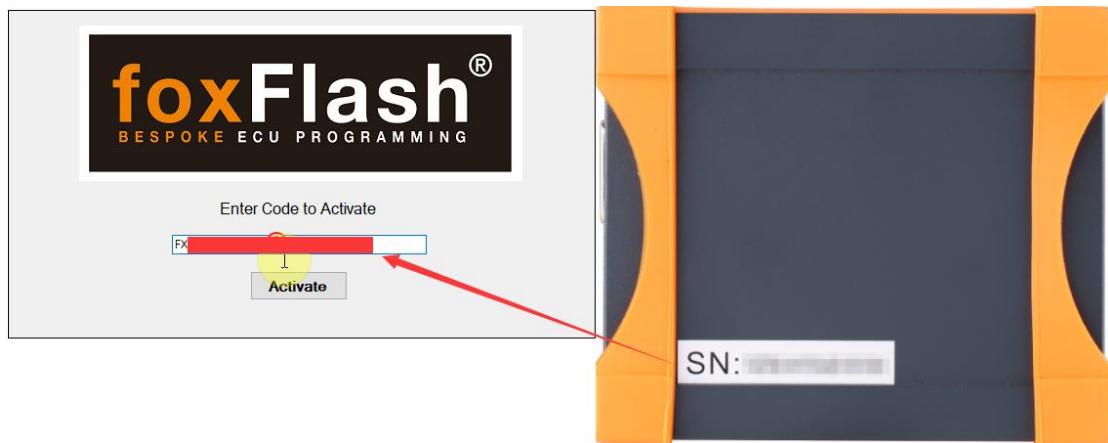 foxFlash®
BESPOKE ECU PROGRAMMING
Enter Code to Activate
FX
Activate
SN: